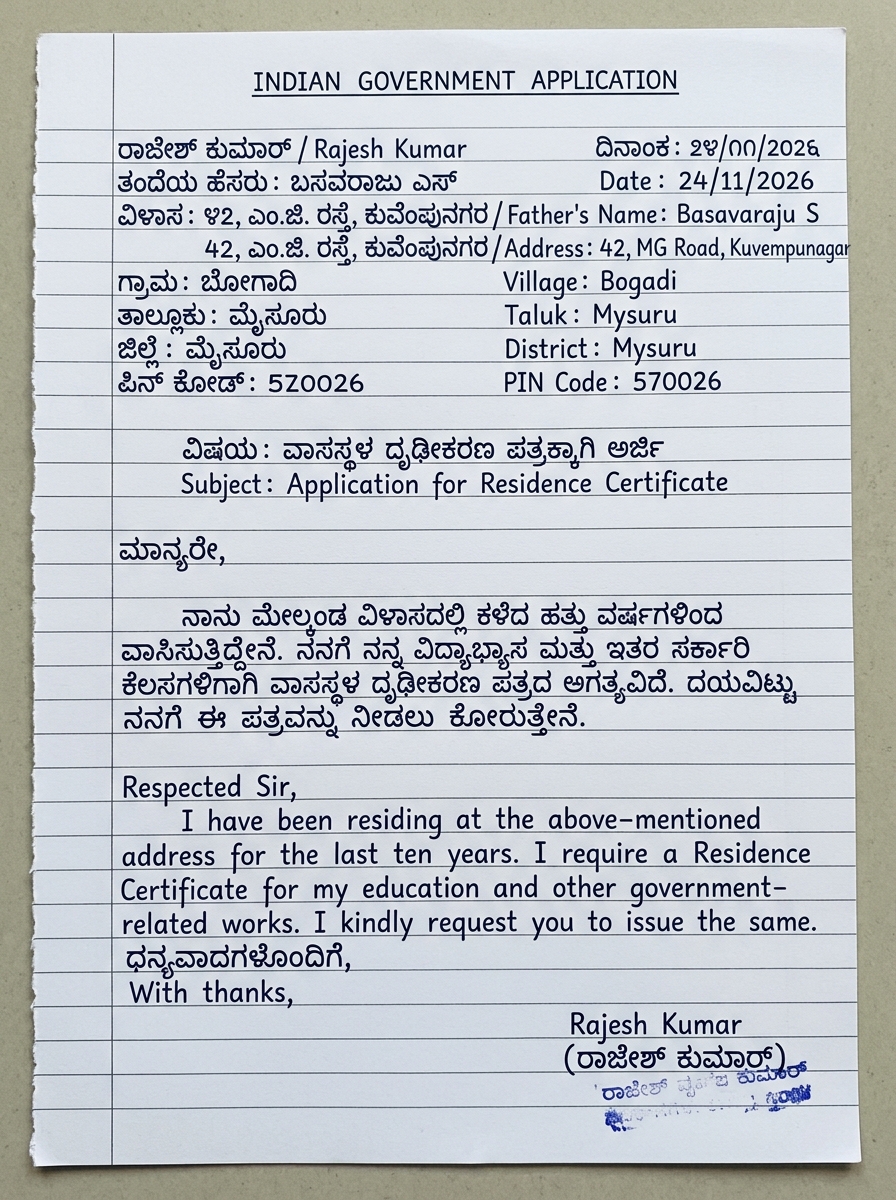 INDIAN GOVERNMENT APPLICATION
ರಾಜೇಶ್ ಕುಮಾರ್ / Rajesh Kumar ದಿನಾಂಕ: ೨೪/೧೧/೨೦೨೬
ತಂದೆಯ ಹೆಸರು: ಬಸವರಾಜು ಎಸ್ Date: 24/11/2026
ವಿಳಾಸ: ೪2, ಎಂ.ಜಿ. ರಸ್ತೆ, ಕುವೆಂಪುನಗರ / Father's Name: Basavaraju S
42, ಎಂ.ಜಿ. ರಸ್ತೆ, ಕುವೆಂಪುನಗರ / Address: 42, MG Road, Kuvempunagar
ಗ್ರಾಮ: ಬೋಗಾದಿ Village: Bogadi
ತಾಲ್ಲೂಕು: ಮೈಸೂರು Taluk: Mysuru
ಜಿಲ್ಲೆ: ಮೈಸೂರು District: Mysuru
ಪಿನ್ ಕೋಡ್: 5Z0026 PIN Code: 570026
ವಿಷಯ: ವಾಸಸ್ಥಳ ದೃಢೀಕರಣ ಪತ್ರಕ್ಕಾಗಿ ಅರ್ಜಿ
Subject: Application for Residence Certificate
ಮಾನ್ಯರೇ,
ನಾನು ಮೇಲ್ಕಂಡ ವಿಳಾಸದಲ್ಲಿ ಕಳೆದ ಹತ್ತು ವರ್ಷಗಳಿಂದ
ವಾಸಿಸುತ್ತಿದ್ದೇನೆ. ನನಗೆ ನನ್ನ ವಿದ್ಯಾಭ್ಯಾಸ ಮತ್ತು ಇತರ ಸರ್ಕಾರಿ
ಕೆಲಸಗಳಿಗಾಗಿ ವಾಸಸ್ಥಳ ದೃಢೀಕರಣ ಪತ್ರದ ಅಗತ್ಯವಿದೆ. ದಯವಿಟ್ಟು
ನನಗೆ ಈ ಪತ್ರವನ್ನು ನೀಡಲು ಕೋರುತ್ತೇನೆ.
Respected Sir,
I have been residing at the above-mentioned
address for the last ten years. I require a Residence
Certificate for my education and other government-
related works. I kindly request you to issue the same.
ಧನ್ಯವಾದಗಳೊಂದಿಗೆ,
With thanks,
Rajesh Kumar
(ರಾಜೇಶ್ ಕುಮಾರ್)
ರಾಜೇಶ್ ಕುಮಾರ್